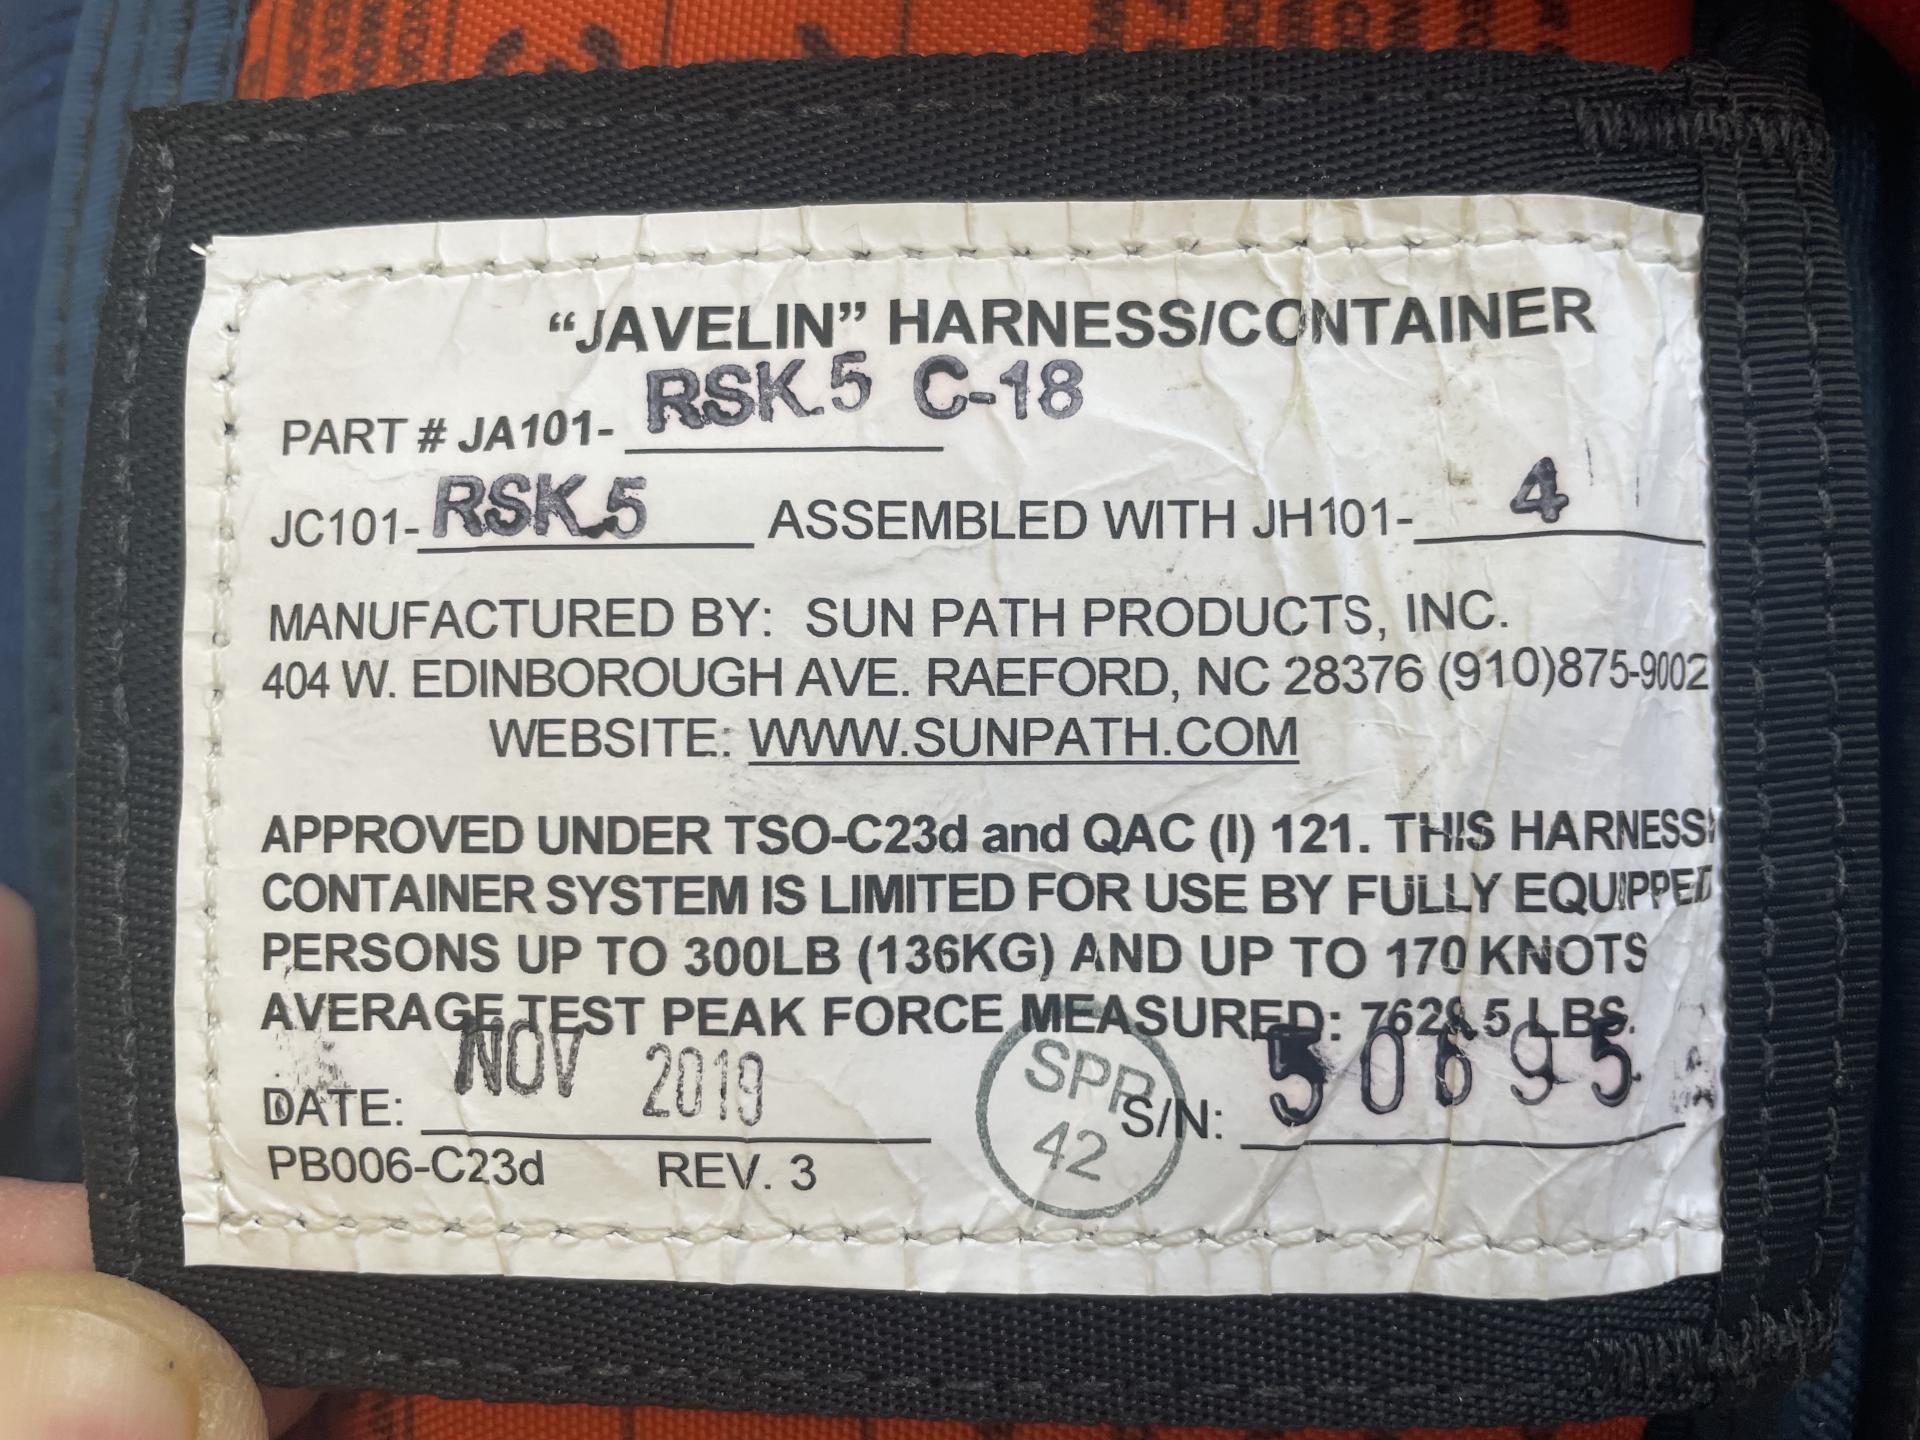 “JAVELIN” HARNESS/CONTAINER
PART # JA101- RSK.5 C-18
JC101- RSK.5 ASSEMBLED WITH JH101- 4
MANUFACTURED BY: SUN PATH PRODUCTS, INC.
404 W. EDINBOROUGH AVE. RAEFORD, NC 28376 (910)875-9002
WEBSITE: WWW.SUNPATH.COM
APPROVED UNDER TSO-C23d and QAC (I) 121. THIS HARNESS/
CONTAINER SYSTEM IS LIMITED FOR USE BY FULLY EQUIPPED
PERSONS UP TO 300LB (136KG) AND UP TO 170 KNOTS
AVERAGE TEST PEAK FORCE MEASURED: LBS.
DATE: NOV 2019 SPP 42 S/N: 50695
PB006-C23d REV. 3